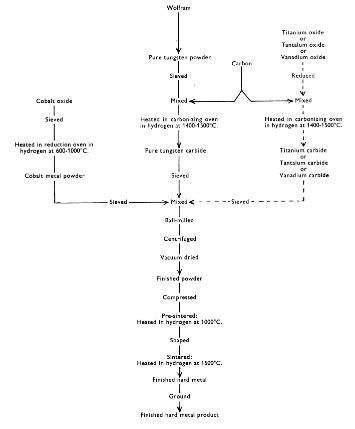 Wolfram
Titanium oxide
or
Tantalum oxide
or
Vanadium oxide
Pure tungsten powder
Carbon
Sieved
Reduced
Cobalt oxide
Mixed
Mixed
Sieved
Heated in carbonizing oven
in hydrogen at 1400-1500°C.
Heated in carbonizing oven
in hydrogen at 1400-1500°C.
Heated in reduction oven in
hydrogen at 600-1000°C.
Pure tungsten carbide
Titanium carbide
or
Tantalum carbide
or
Vanadium carbide
Cobalt metal powder
Sieved
Sieved
Mixed
Sieved
Ball-milled
Centrifuged
Vacuum dried
Finished powder
Compressed
Pre-sintered:
Heated in hydrogen at 1000°C.
Shaped
Sintered:
Heated in hydrogen at 1500°C.
Finished hard metal
Ground
Finished hard metal product